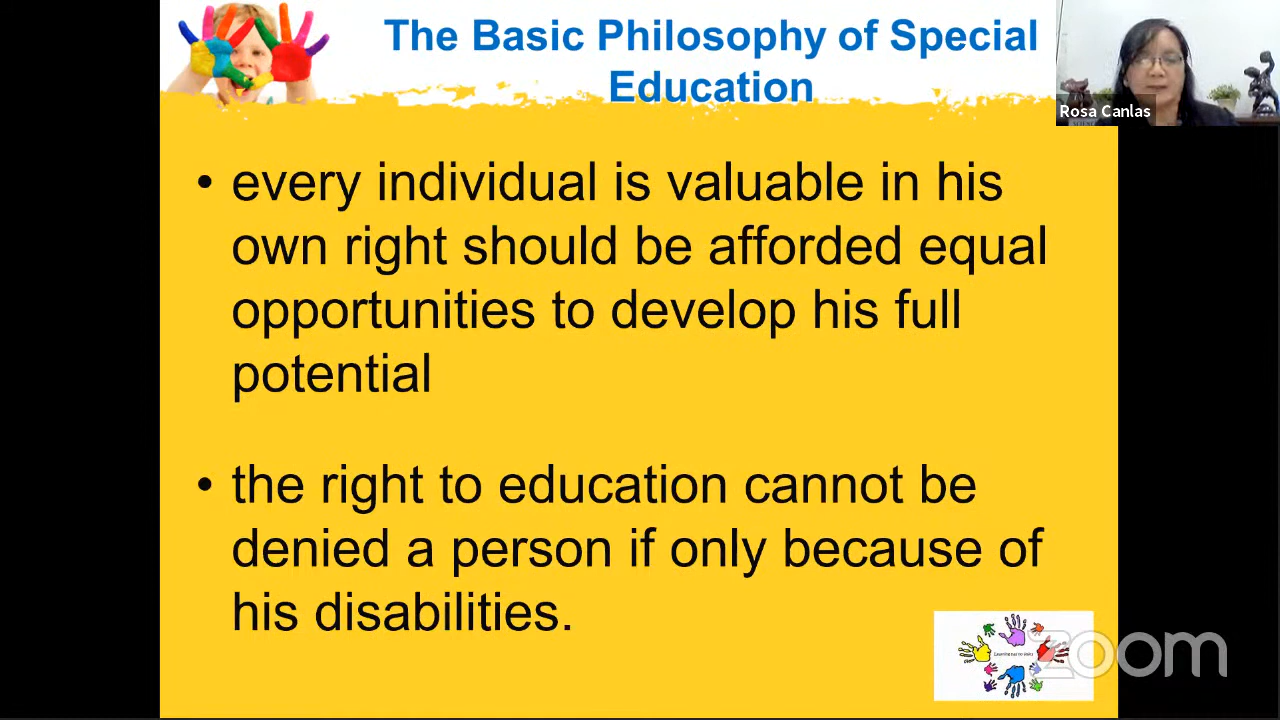 The Basic Philosophy of Special
Education
Rosa Canlas
• every individual is valuable in his
own right should be afforded equal
opportunities to develop his full
potential
• the right to education cannot be
denied a person if only because of
his disabilities.
zoom